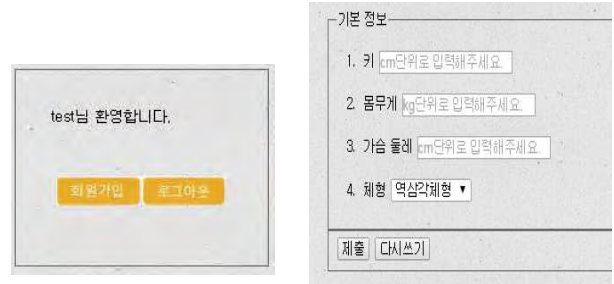 test님 환영합니다.
회원가입 로그아웃
기본 정보
1. 키 cm단위로 입력해주세요.
2. 몸무게 kg단위로 입력해주세요.
3. 가슴 둘레 cm단위로 입력해주세요.
4. 체형 역삼각체형 ▼
제출 다시쓰기